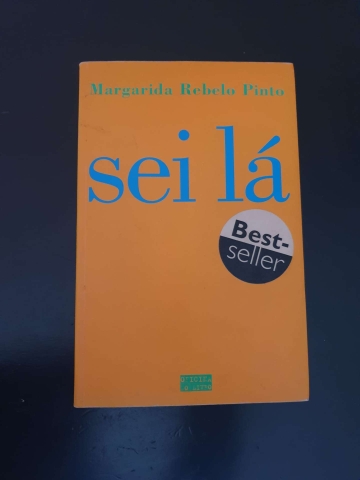 Margarida Rebelo Pinto
sei lá
Best-
seller